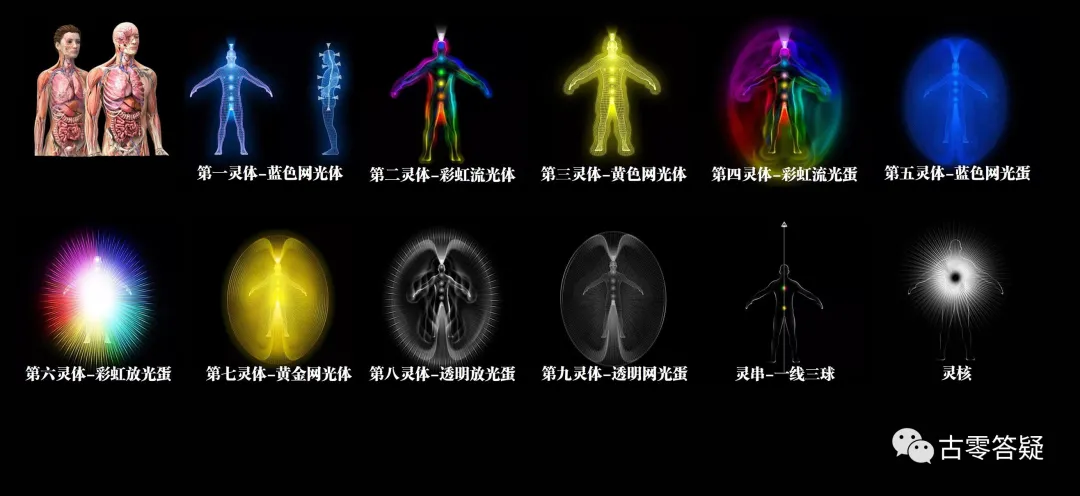 第一灵体-蓝色网光体
第二灵体-彩虹流光体
第三灵体-黄色网光体
第四灵体-彩虹流光蛋
第五灵体-蓝色网光蛋
第六灵体-彩虹放光蛋
第七灵体-黄金网光体
第八灵体-透明放光蛋
第九灵体-透明网光蛋
灵串-一线三球
灵核
古零答疑